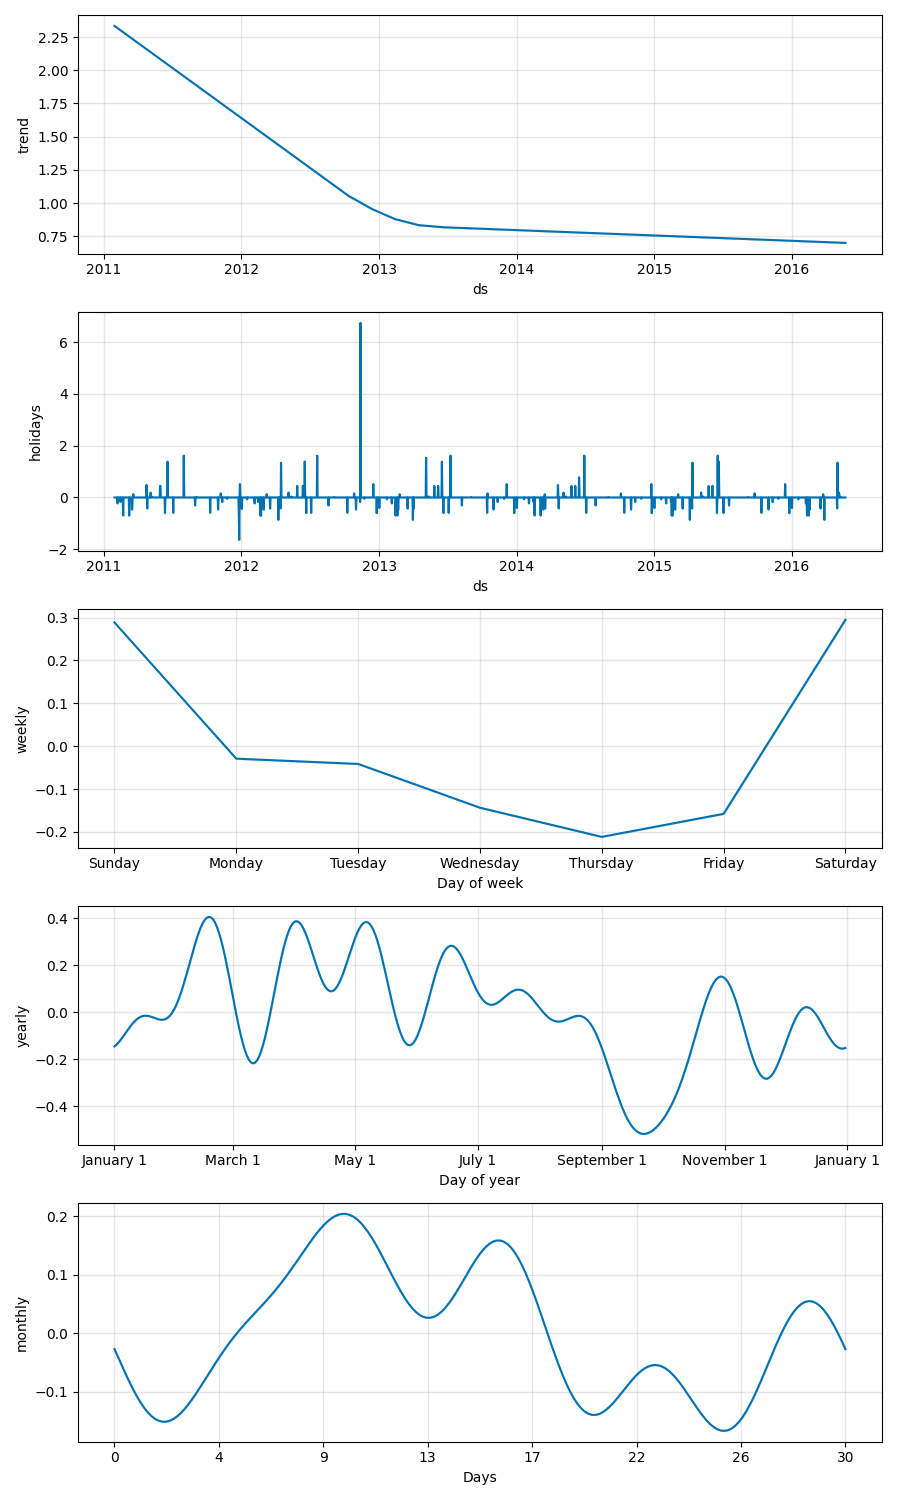 2.25
2.00
1.75
1.50
1.25
1.00
0.75
trend
2011 2012 2013 2014 2015 2016
ds
6
4
2
0
−2
holidays
2011 2012 2013 2014 2015 2016
ds
0.3
0.2
0.1
0.0
−0.1
−0.2
weekly
Sunday Monday Tuesday Wednesday Thursday Friday Saturday
Day of week
0.4
0.2
0.0
−0.2
−0.4
yearly
January 1 March 1 May 1 July 1 September 1 November 1 January 1
Day of year
0.2
0.1
0.0
−0.1
monthly
0 4 9 13 17 22 26 30
Days